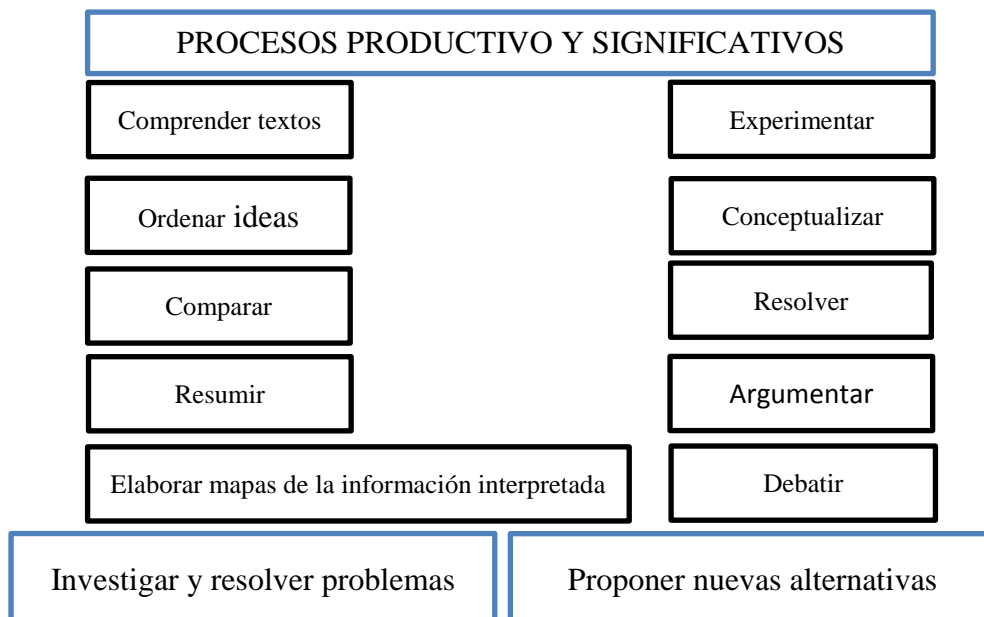 PROCESOS PRODUCTIVO Y SIGNIFICATIVOS
Comprender textos
Experimentar
Ordenar ideas
Conceptualizar
Comparar
Resolver
Resumir
Argumentar
Elaborar mapas de la información interpretada
Debatir
Investigar y resolver problemas
Proponer nuevas alternativas